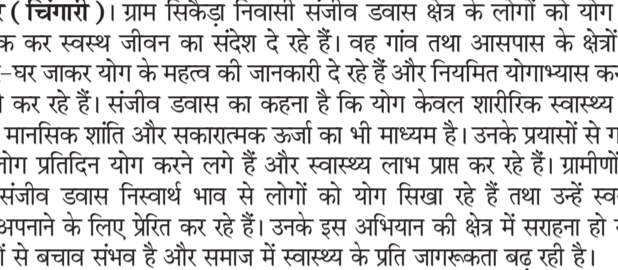 ( चिंगारी )। ग्राम सिकैड़ा निवासी संजीव डवास क्षेत्र के लोगों को योग
कर स्वस्थ जीवन का संदेश दे रहे हैं। वह गांव तथा आसपास के क्षेत्रों
-घर जाकर योग के महत्व की जानकारी दे रहे हैं और नियमित योगाभ्यास
कर रहे हैं। संजीव डवास का कहना है कि योग केवल शारीरिक स्वास्थ्य
मानसिक शांति और सकारात्मक ऊर्जा का भी माध्यम है। उनके प्रयासों से
लोग प्रतिदिन योग करने लगे हैं और स्वास्थ्य लाभ प्राप्त कर रहे हैं। ग्रामीणों
संजीव डवास निस्वार्थ भाव से लोगों को योग सिखा रहे हैं तथा उन्हें
अपनाने के लिए प्रेरित कर रहे हैं। उनके इस अभियान की क्षेत्र में सराहना हो
से बचाव संभव है और समाज में स्वास्थ्य के प्रति जागरूकता बढ़ रही है।